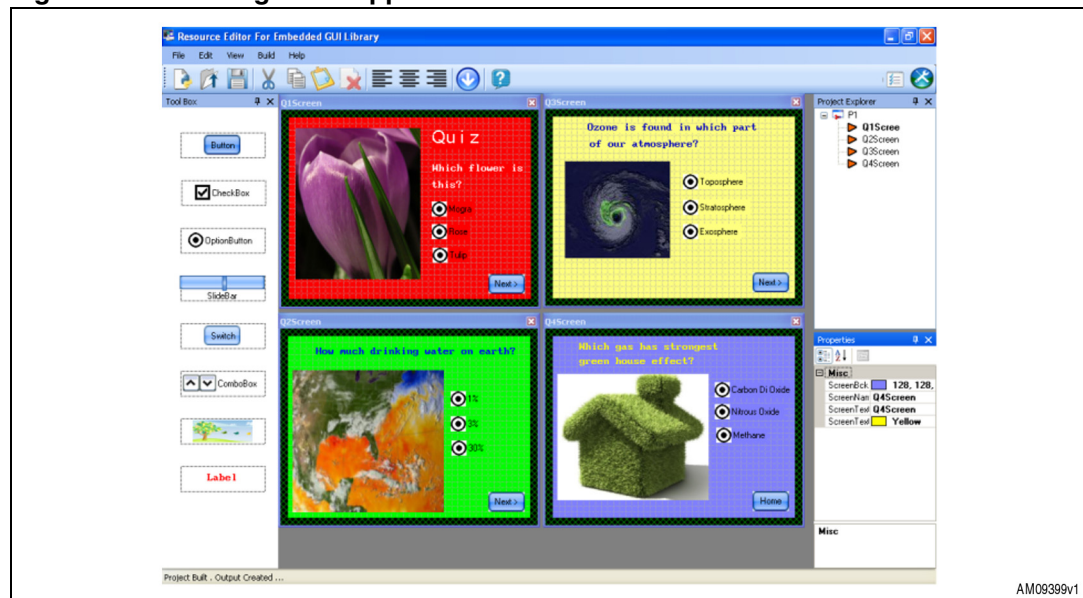 Resource Editor For Embedded GUI Library
File Edit View Build Help
Tool Box
Button
CheckBox
OptionButton
SlideBar
Switch
ComboBox
Label
Q1Screen
Quiz
Which flower is
this?
Mogra
Rose
Tulip
Next >
Q3Screen
Ozone is found in which part
of our atmosphere?
Toposphere
Stratosphere
Exosphere
Next >
Q2Screen
How much drinking water on earth?
1%
3%
30%
Next >
Q4Screen
Which gas has strongest
green house effect?
Carbon Di Oxide
Nitrous Oxide
Methane
Home
Project Explorer
P1
Q1Scree
Q2Screen
Q3Screen
Q4Screen
Properties
Misc
ScreenBck 128, 128,
ScreenNam Q4Screen
ScreenText Q4Screen
ScreenText Yellow
Misc
Project Built . Output Created ...
AM09399v1